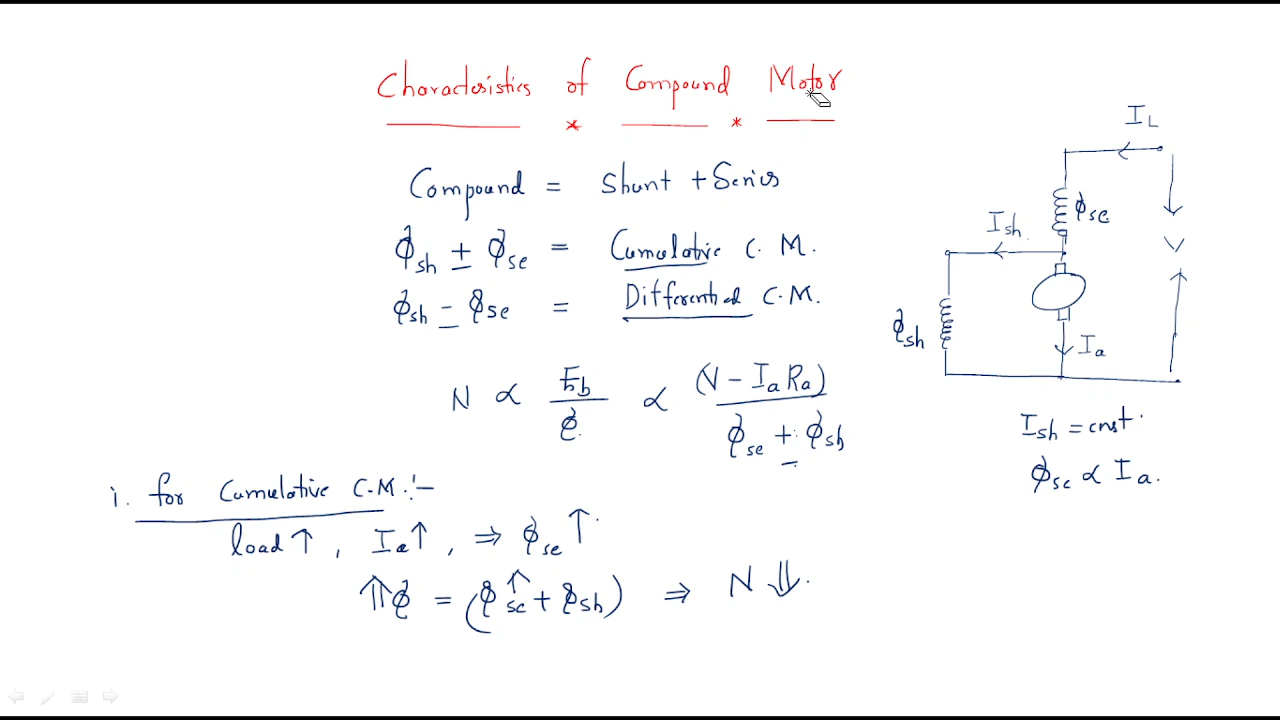 Characteristics of Compound Motor
Compound = Shunt + Series
ϕsh ± ϕse = Cumulative C.M.
ϕsh - ϕse = Differential C.M.
N ∝ Eb/ϕ ∝ (V - IaRa)/(ϕse ± ϕsh)
i. for Cumulative C.M.:-
load ↑, Ia ↑, ⇒ ϕse ↑.
⇑ϕ = (ϕse↑ + ϕsh) ⇒ N ⇓.
IL
ϕse
Ish
V
ϕsh
Ia
Ish = cnst.
ϕse ∝ Ia.